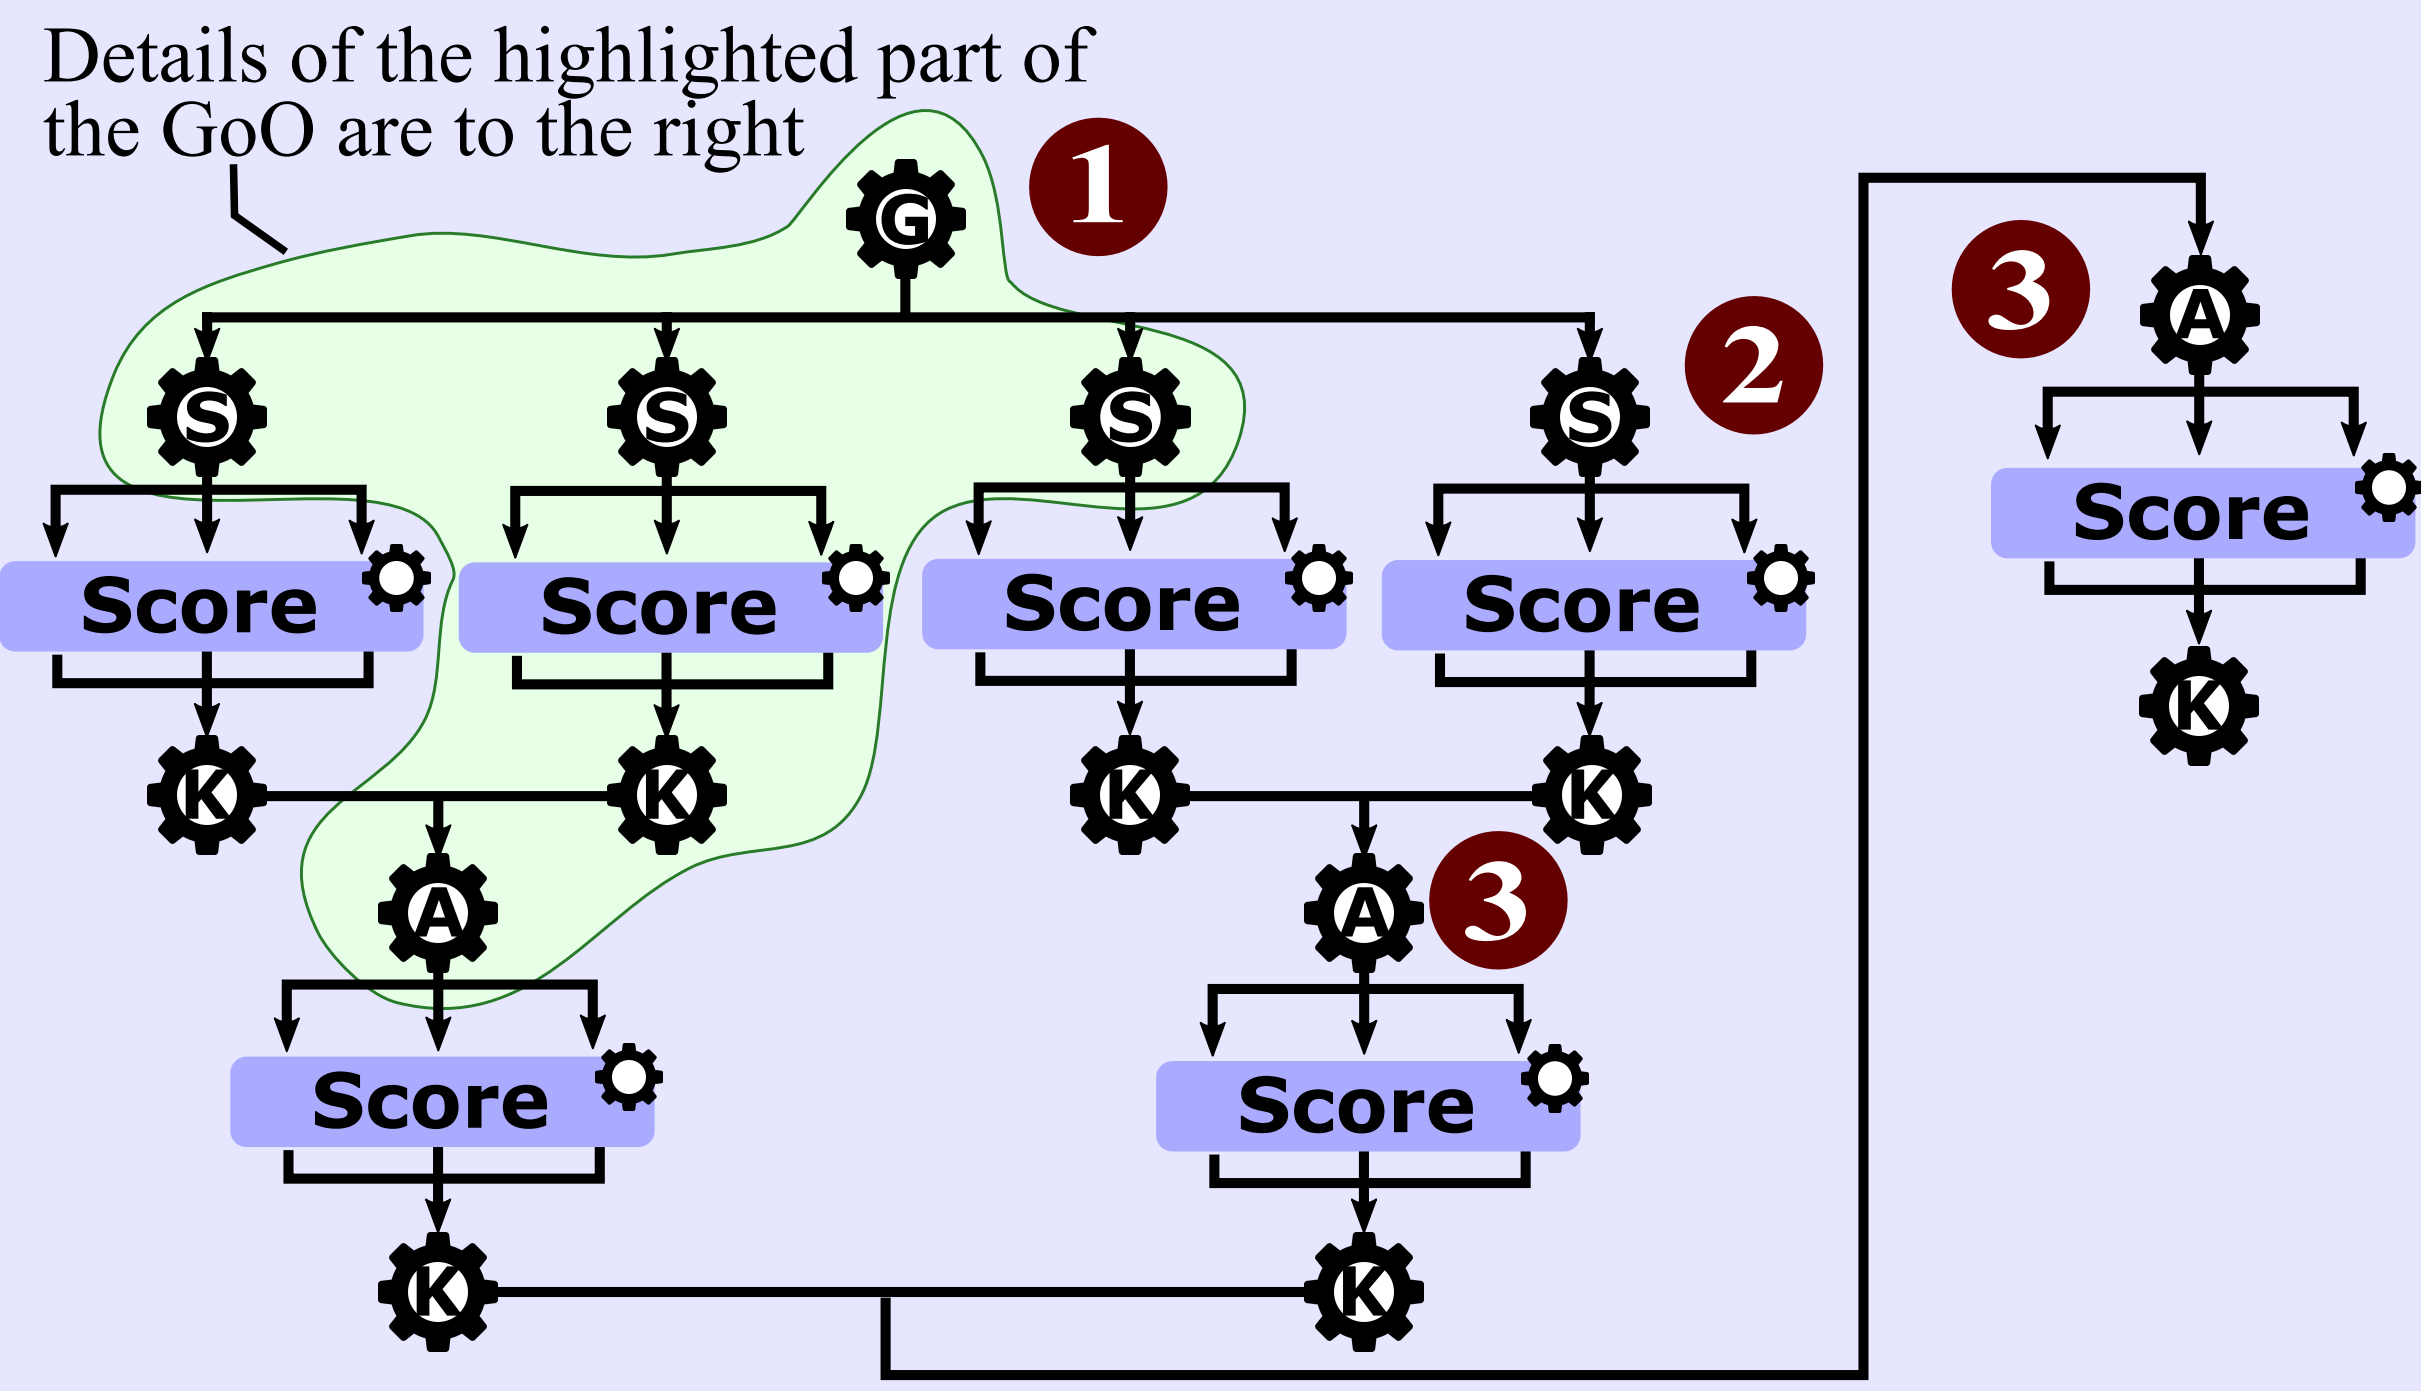 Details of the highlighted part of
the GoO are to the right
G
1
S
S
S
S
2
Score
Score
Score
Score
K
K
K
K
A
A
3
Score
Score
K
K
3
A
Score
K